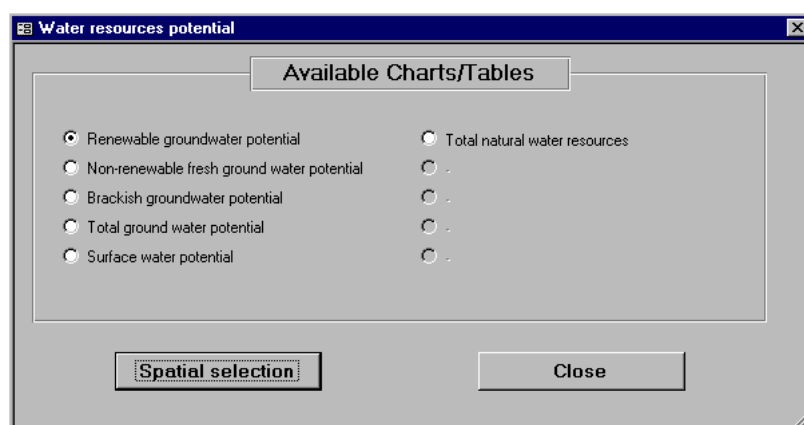 Water resources potential
Available Charts/Tables
Renewable groundwater potential
Non-renewable fresh ground water potential
Brackish groundwater potential
Total ground water potential
Surface water potential
Total natural water resources
-
-
-
-
Spatial selection
Close